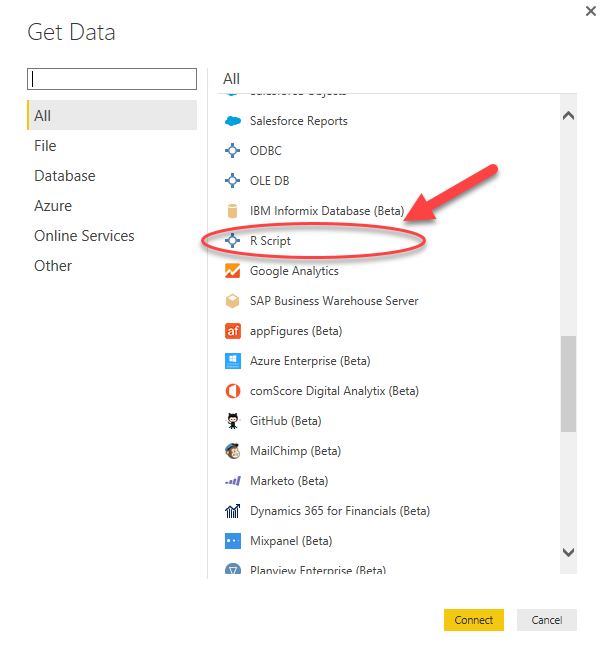 Get Data
All
File
Database
Azure
Online Services
Other
All
Salesforce Objects
Salesforce Reports
ODBC
OLE DB
IBM Informix Database (Beta)
R Script
Google Analytics
SAP Business Warehouse Server
appFigures (Beta)
Azure Enterprise (Beta)
comScore Digital Analytix (Beta)
GitHub (Beta)
MailChimp (Beta)
Marketo (Beta)
Dynamics 365 for Financials (Beta)
Mixpanel (Beta)
Planview Enterprise (Beta)
Connect
Cancel